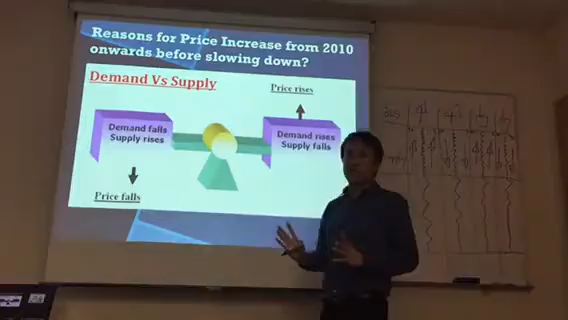 Reasons for Price Increase from 2010
onwards before slowing down?
Demand Vs Supply
Price rises
Demand falls
Supply rises
Demand rises
Supply falls
Price falls